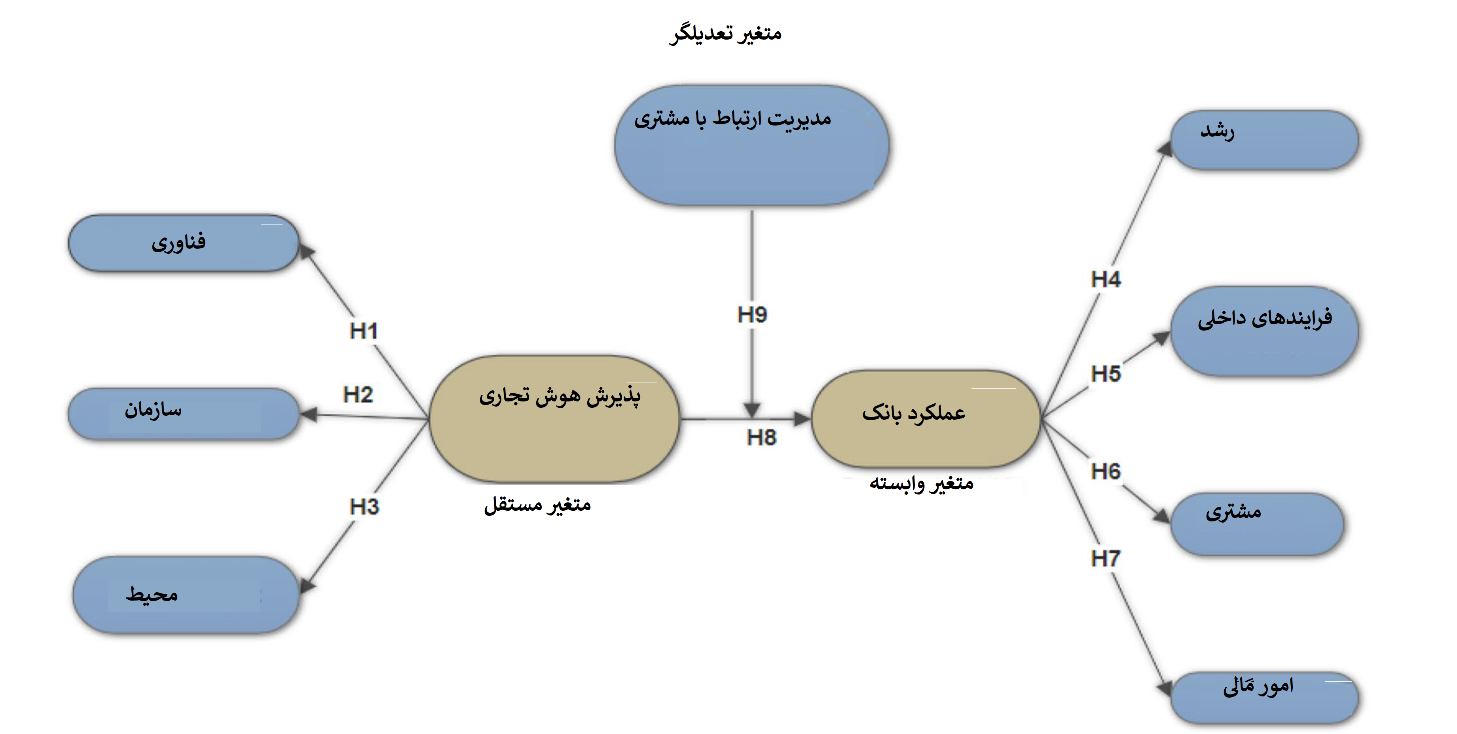 متغیر تعدیلگر
مدیریت ارتباط با مشتری
رشد
فناوری
H4
H9
فرایندهای داخلی
H1
H5
H2
پذیرش هوش تجاری
سازمان
عملکرد بانک
H8
H6
متغیر وابسته
متغیر مستقل
H3
مشتری
H7
محیط
امور مالی